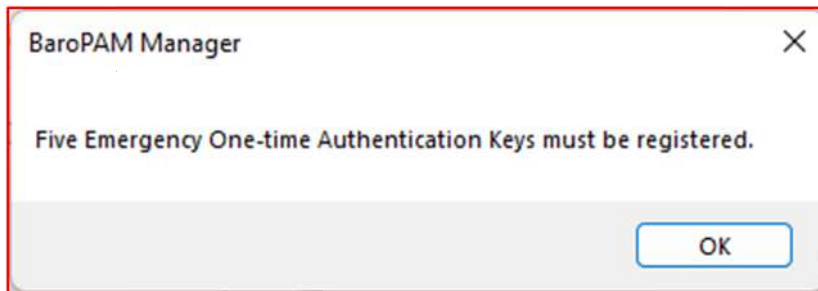 BaroPAM Manager
Five Emergency One-time Authentication Keys must be registered.
OK